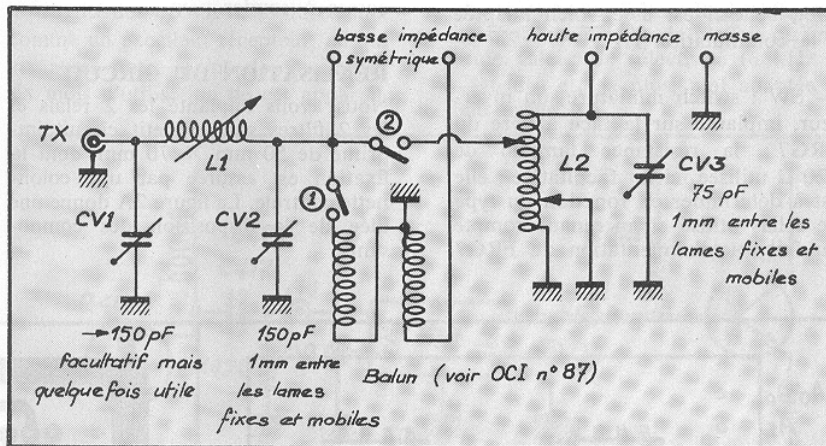 basse impédance
symétrique
haute impédance
masse
TX
L1
②
L2
CV3
75 pF
1mm entre les
lames fixes et
mobiles
①
CV1
CV2
→150pF
facultatif mais
quelquefois utile
150pF
1mm entre
les lames
fixes et mobiles
Balun (voir OCI n° 87)